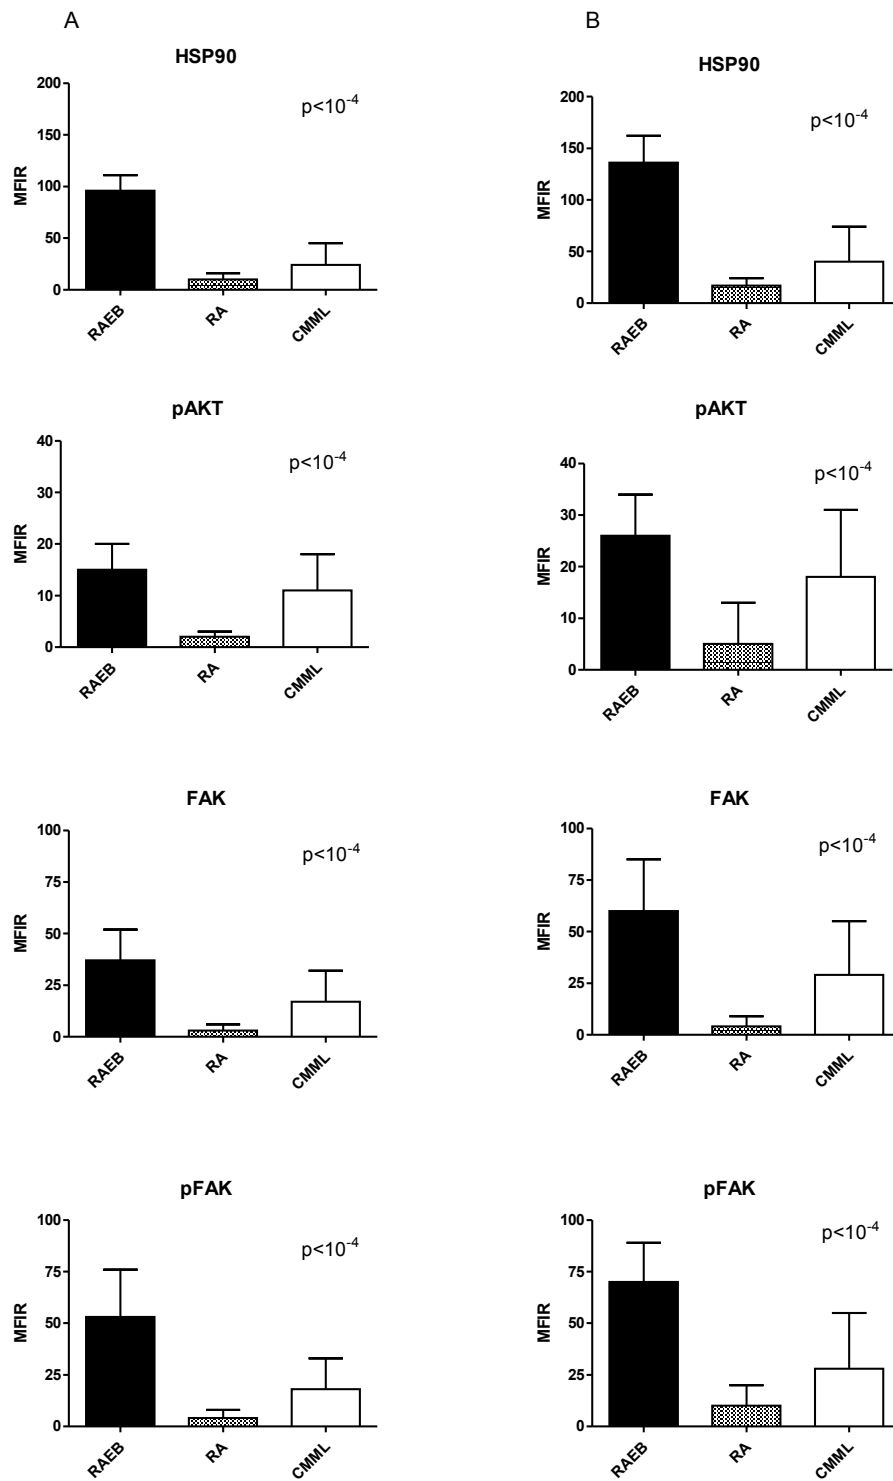 A
HSP90
p<10-4
200
150
100
50
0
MFIR
RAEB
RA
CMML
pAKT
p<10-4
40
30
20
10
0
MFIR
RAEB
RA
CMML
FAK
p<10-4
100
75
50
25
0
MFIR
RAEB
RA
CMML
pFAK
p<10-4
100
75
50
25
0
MFIR
RAEB
RA
CMML
B
HSP90
p<10-4
200
150
100
50
0
MFIR
RAEB
RA
CMML
pAKT
p<10-4
40
30
20
10
0
MFIR
RAEB
RA
CMML
FAK
p<10-4
100
75
50
25
0
MFIR
RAEB
RA
CMML
pFAK
p<10-4
100
75
50
25
0
MFIR
RAEB
RA
CMML